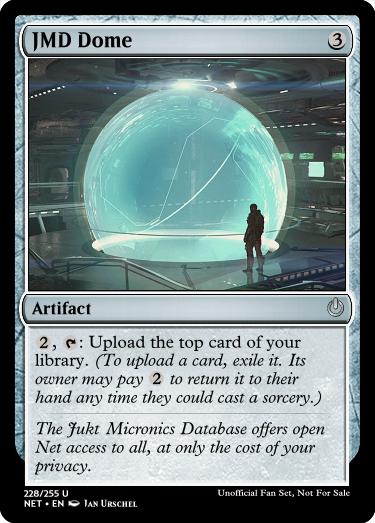 JMD Dome 3
Artifact
2, : Upload the top card of your
library. (To upload a card, exile it. Its
owner may pay 2 to return it to their
hand any time they could cast a sorcery.)
The Jukt Micronics Database offers open
Net access to all, at only the cost of your
privacy.
228/255 U
NET • EN Jan Urschel
Unofficial Fan Set, Not For Sale